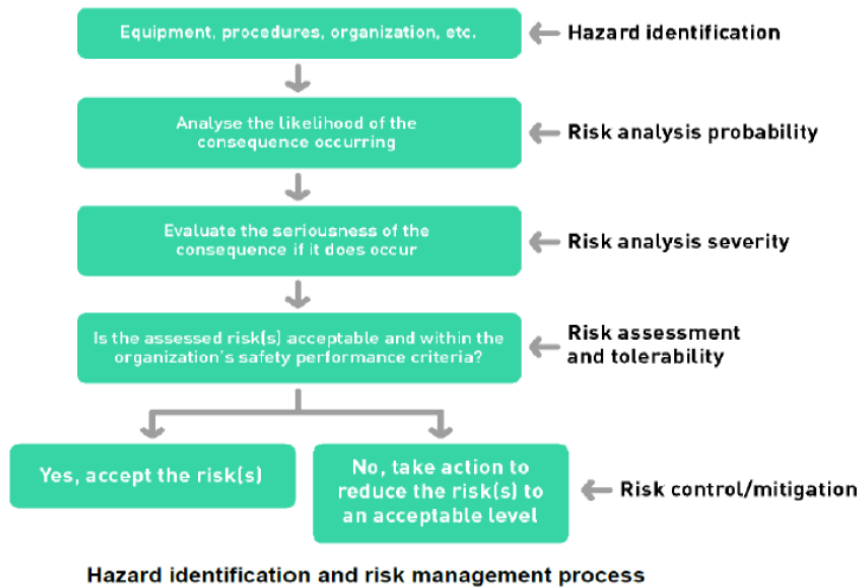 Equipment, procedures, organization, etc.
Hazard identification
Analyse the likelihood of the
consequence occurring
Risk analysis probability
Evaluate the seriousness of the
consequence if it does occur
Risk analysis severity
Is the assessed risk(s) acceptable and within the
organization's safety performance criteria?
Risk assessment
and tolerability
Yes, accept the risk(s)
No, take action to
reduce the risk(s) to
an acceptable level
Risk control/mitigation
Hazard identification and risk management process